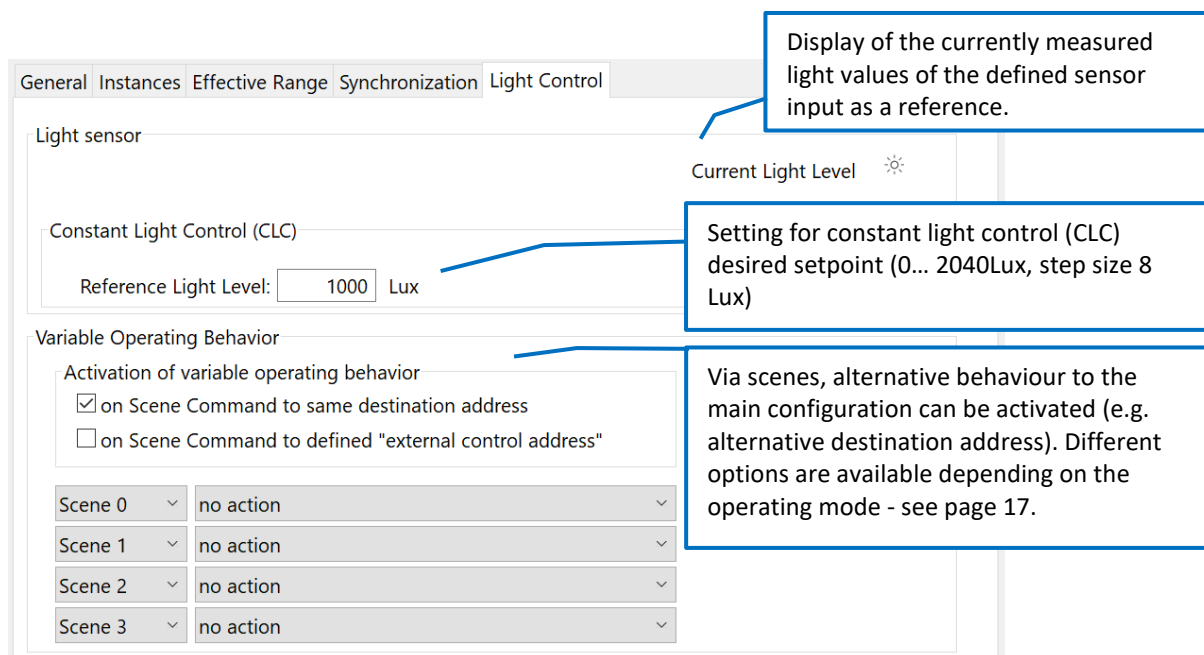 Display of the currently measured
light values of the defined sensor
input as a reference.
General Instances Effective Range Synchronization Light Control
Light sensor
Current Light Level
Constant Light Control (CLC)
Reference Light Level: 1000 Lux
Setting for constant light control (CLC)
desired setpoint (0... 2040Lux, step size 8
Lux)
Variable Operating Behavior
Activation of variable operating behavior
on Scene Command to same destination address
on Scene Command to defined "external control address"
Via scenes, alternative behaviour to the
main configuration can be activated (e.g.
alternative destination address). Different
options are available depending on the
operating mode - see page 17.
Scene 0 no action
Scene 1 no action
Scene 2 no action
Scene 3 no action